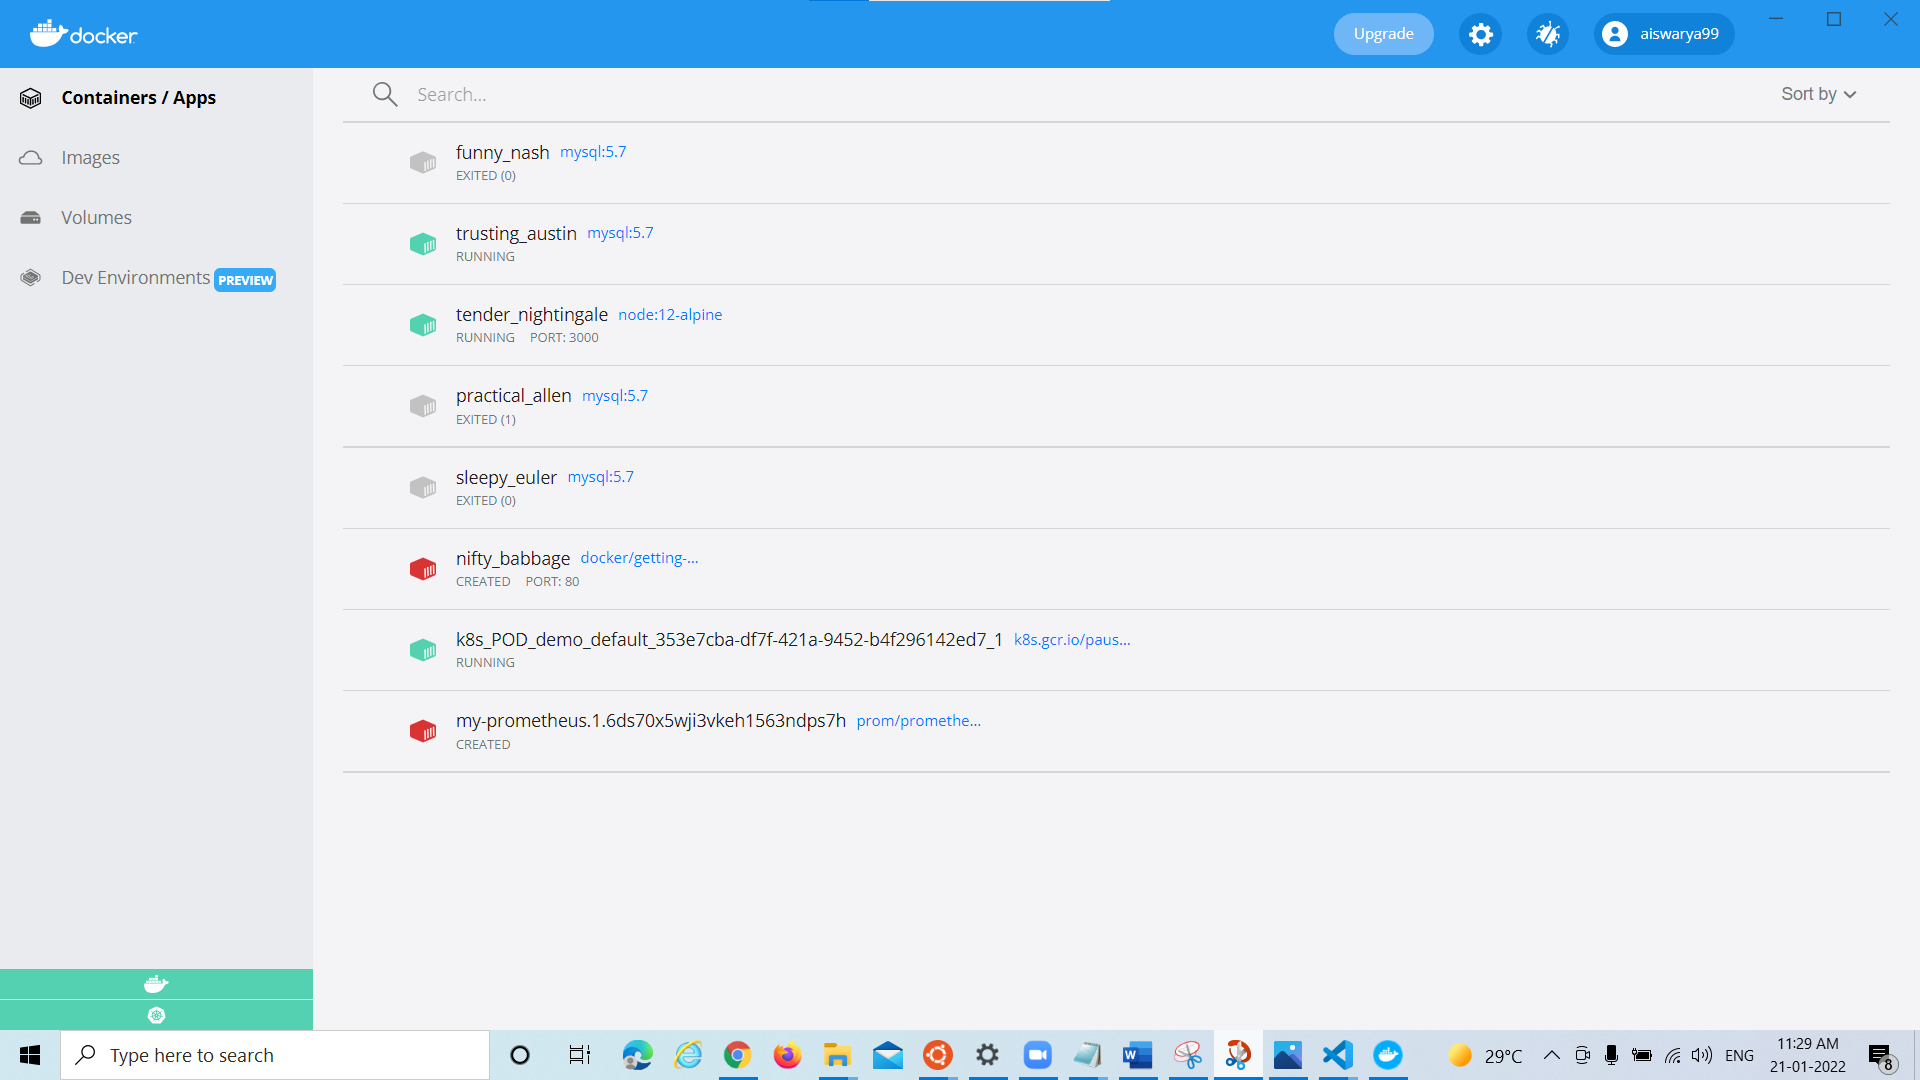 docker
Upgrade
aiswarya99
Containers / Apps
Images
Volumes
Dev Environments PREVIEW
Search...
Sort by
funny_nash mysql:5.7
EXITED (0)
trusting_austin mysql:5.7
RUNNING
tender_nightingale node:12-alpine
RUNNING PORT: 3000
practical_allen mysql:5.7
EXITED (1)
sleepy_euler mysql:5.7
EXITED (0)
nifty_babbage docker/getting-...
CREATED PORT: 80
k8s_POD_demo_default_353e7cba-df7f-421a-9452-b4f296142ed7_1 k8s.gcr.io/paus...
RUNNING
my-prometheus.1.6ds70x5wji3vkeh1563ndps7h prom/promethe...
CREATED
Type here to search
29°C
ENG
11:29 AM
21-01-2022
8